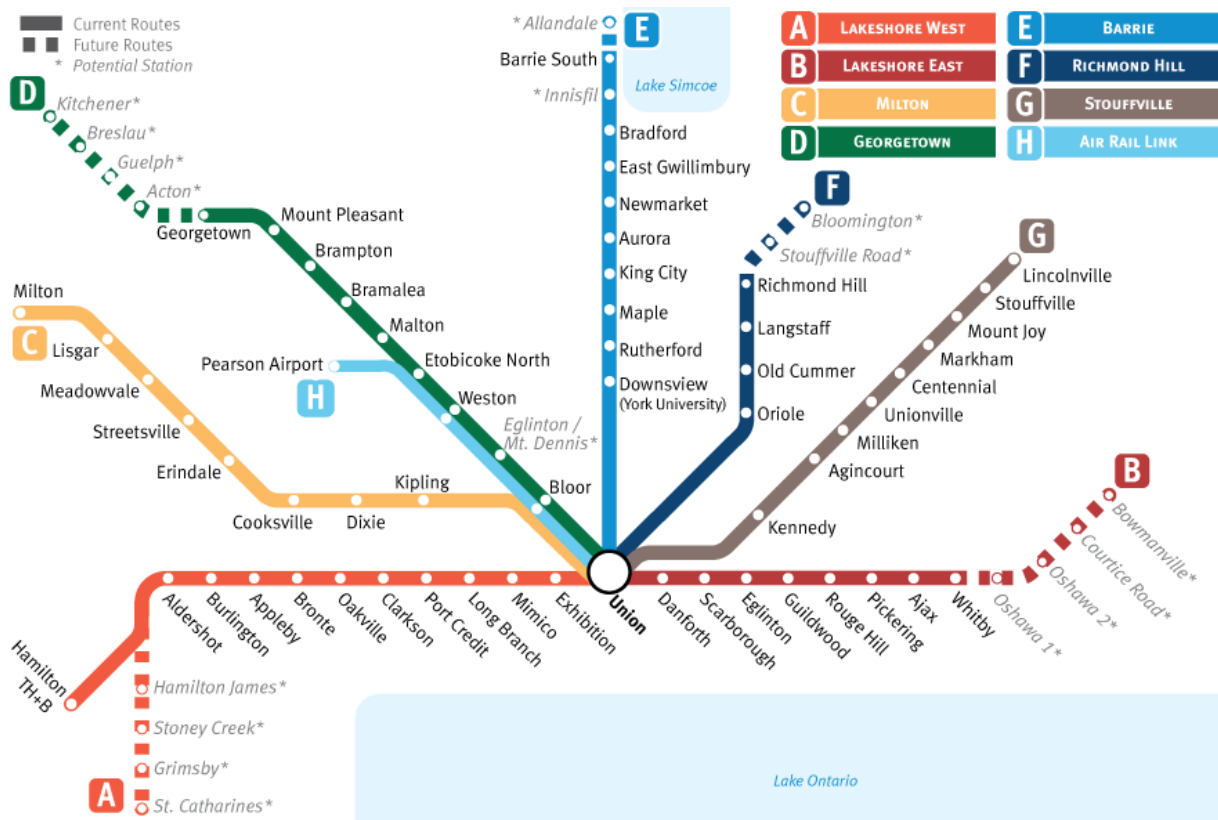 Current Routes
Future Routes
* Potential Station
A LAKESHORE WEST
B LAKESHORE EAST
C MILTON
D GEORGETOWN
E BARRIE
F RICHMOND HILL
G STOUFFVILLE
H AIR RAIL LINK
D
Kitchener*
Breslau*
Guelph*
Acton*
Georgetown
Mount Pleasant
Brampton
Bramalea
Malton
Etobicoke North
Weston
Eglinton /
Mt. Dennis*
Bloor
Milton
C
Lisgar
Meadowvale
Streetsville
Erindale
Cooksville
Dixie
Kipling
Pearson Airport
H
* Allandale
E
Barrie South
* Innisfil
Bradford
East Gwillimbury
Newmarket
Aurora
King City
Maple
Rutherford
Downsview
(York University)
Lake Simcoe
F
Bloomington*
Stouffville Road*
Richmond Hill
Langstaff
Old Cummer
Oriole
G
Lincolnville
Stouffville
Mount Joy
Markham
Centennial
Unionville
Milliken
Agincourt
Kennedy
Hamilton
TH+B
Aldershot
Burlington
Appleby
Bronte
Oakville
Clarkson
Port Credit
Long Branch
Mimico
Exhibition
Union
Danforth
Scarborough
Eglinton
Guildwood
Rouge Hill
Pickering
Ajax
Whitby
Oshawa 1*
Oshawa 2*
Courtice Road*
Bowmanville*
B
Hamilton James*
Stoney Creek*
Grimsby*
A
St. Catharines*
Lake Ontario